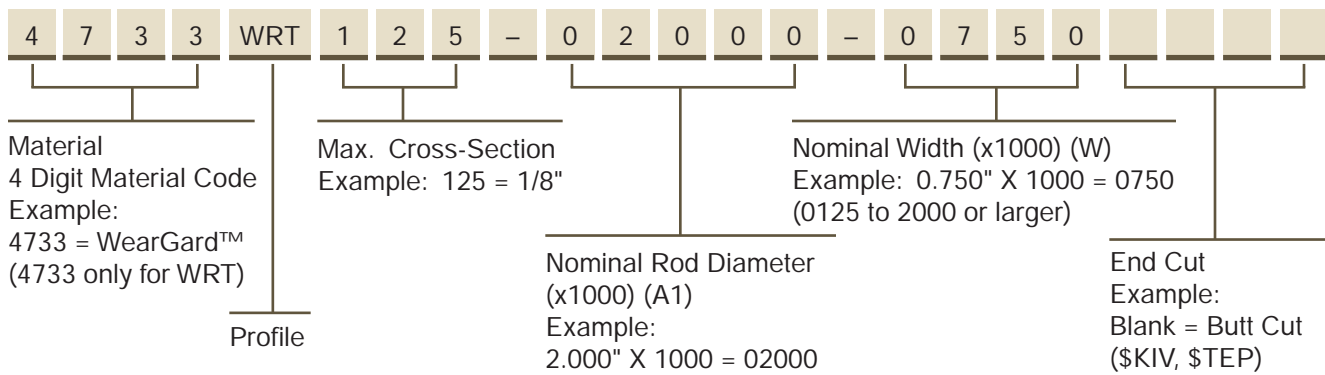 4 7 3 3 WRT 1 2 5 – 0 2 0 0 0 – 0 7 5 0
Material
4 Digit Material Code
Example:
4733 = WearGard™
(4733 only for WRT)
Profile
Max. Cross-Section
Example: 125 = 1/8"
Nominal Rod Diameter
(x1000) (A1)
Example:
2.000" X 1000 = 02000
Nominal Width (x1000) (W)
Example: 0.750" X 1000 = 0750
(0125 to 2000 or larger)
End Cut
Example:
Blank = Butt Cut
($KIV, $TEP)